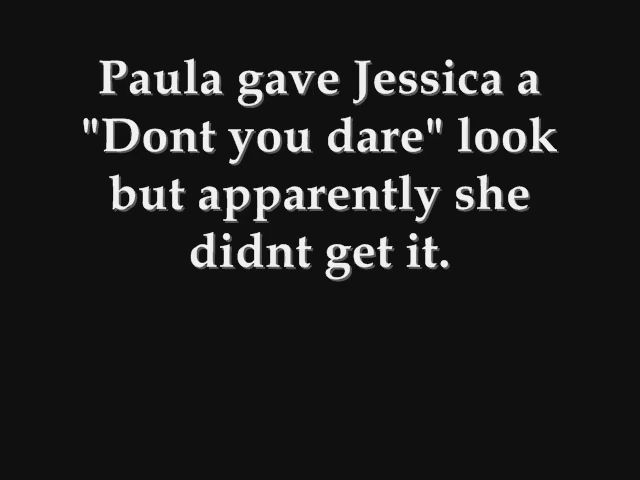 Paula gave Jessica a
"Dont you dare" look
but apparently she
didnt get it.